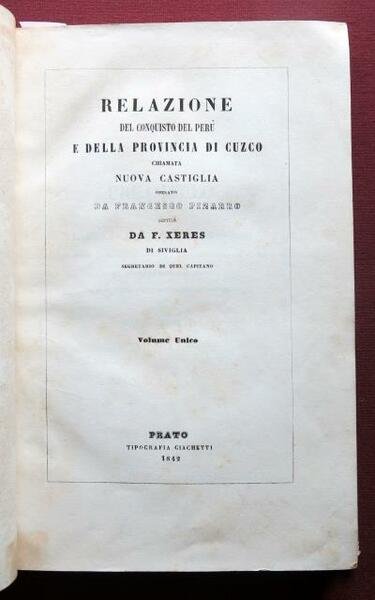 RELAZIONE
DEL CONQUISTO DEL PERÙ
E DELLA PROVINCIA DI CUZCO
CHIAMATA
NUOVA CASTIGLIA
OPERATO
DA FRANCESCO PIZARRO
SCRITTA
DA F. XERES
DI SIVIGLIA
SEGRETARIO DI QUEL CAPITANO
Volume Unico
PRATO
TIPOGRAFIA GIACHETTI
1842